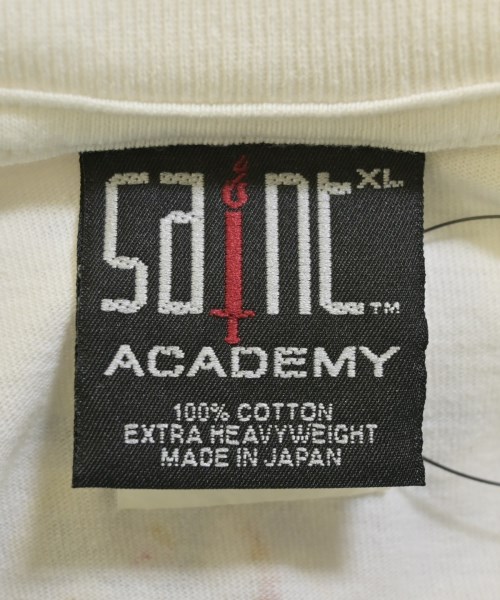 saint XL ™
ACADEMY
100% COTTON
EXTRA HEAVYWEIGHT
MADE IN JAPAN